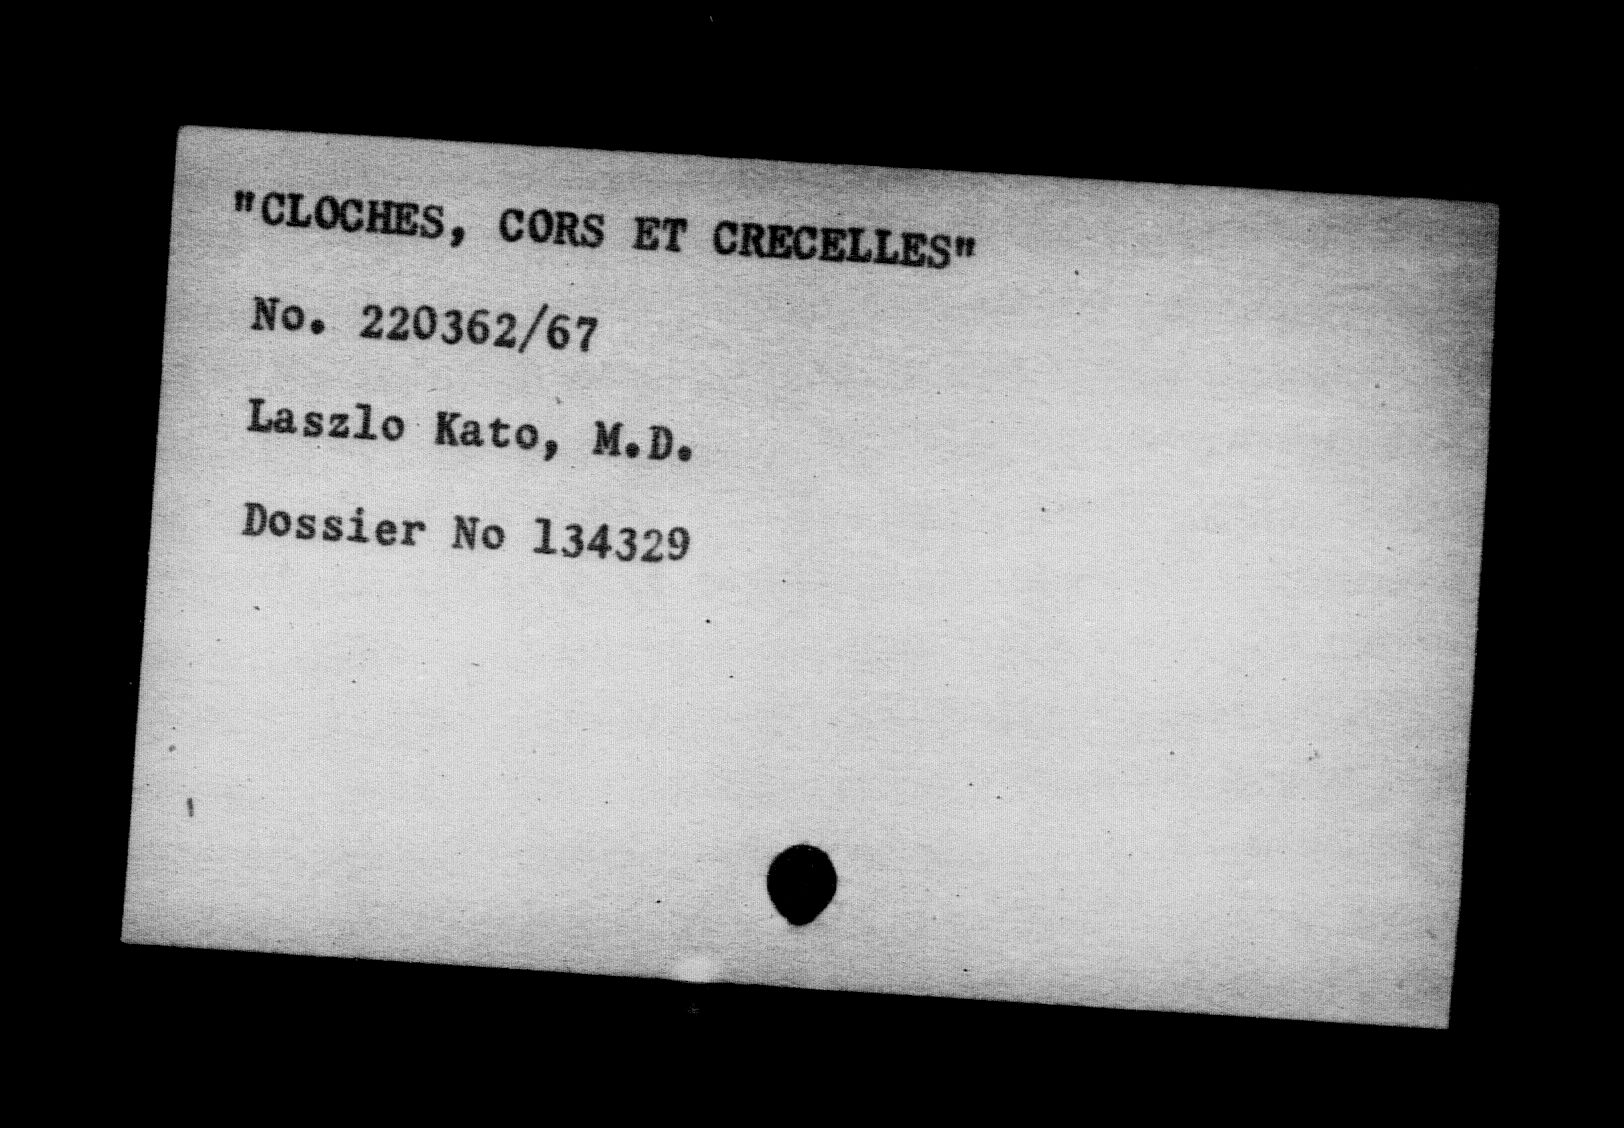 "CLOCHES, CORS ET CRECELLES"
No. 220362/67
Laszlo Kato, M.D.
Dossier No 134329